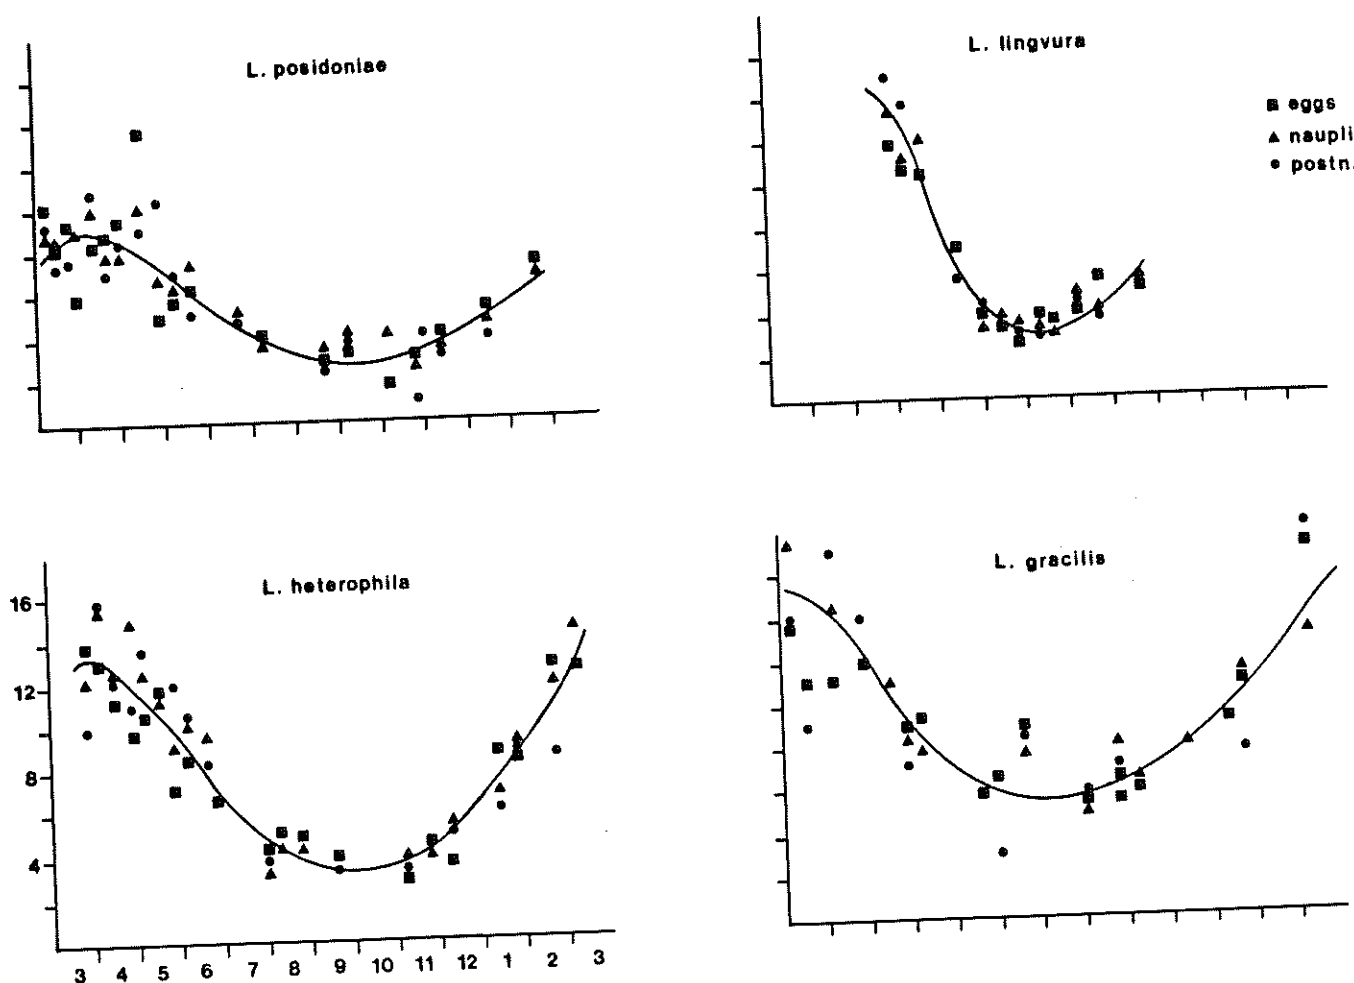 L. posidoniae
L. lingvura
eggs
naupli
postn.
L. heterophila
L. gracilis
16
12
8
4
3 4 5 6 7 8 9 10 11 12 1 2 3